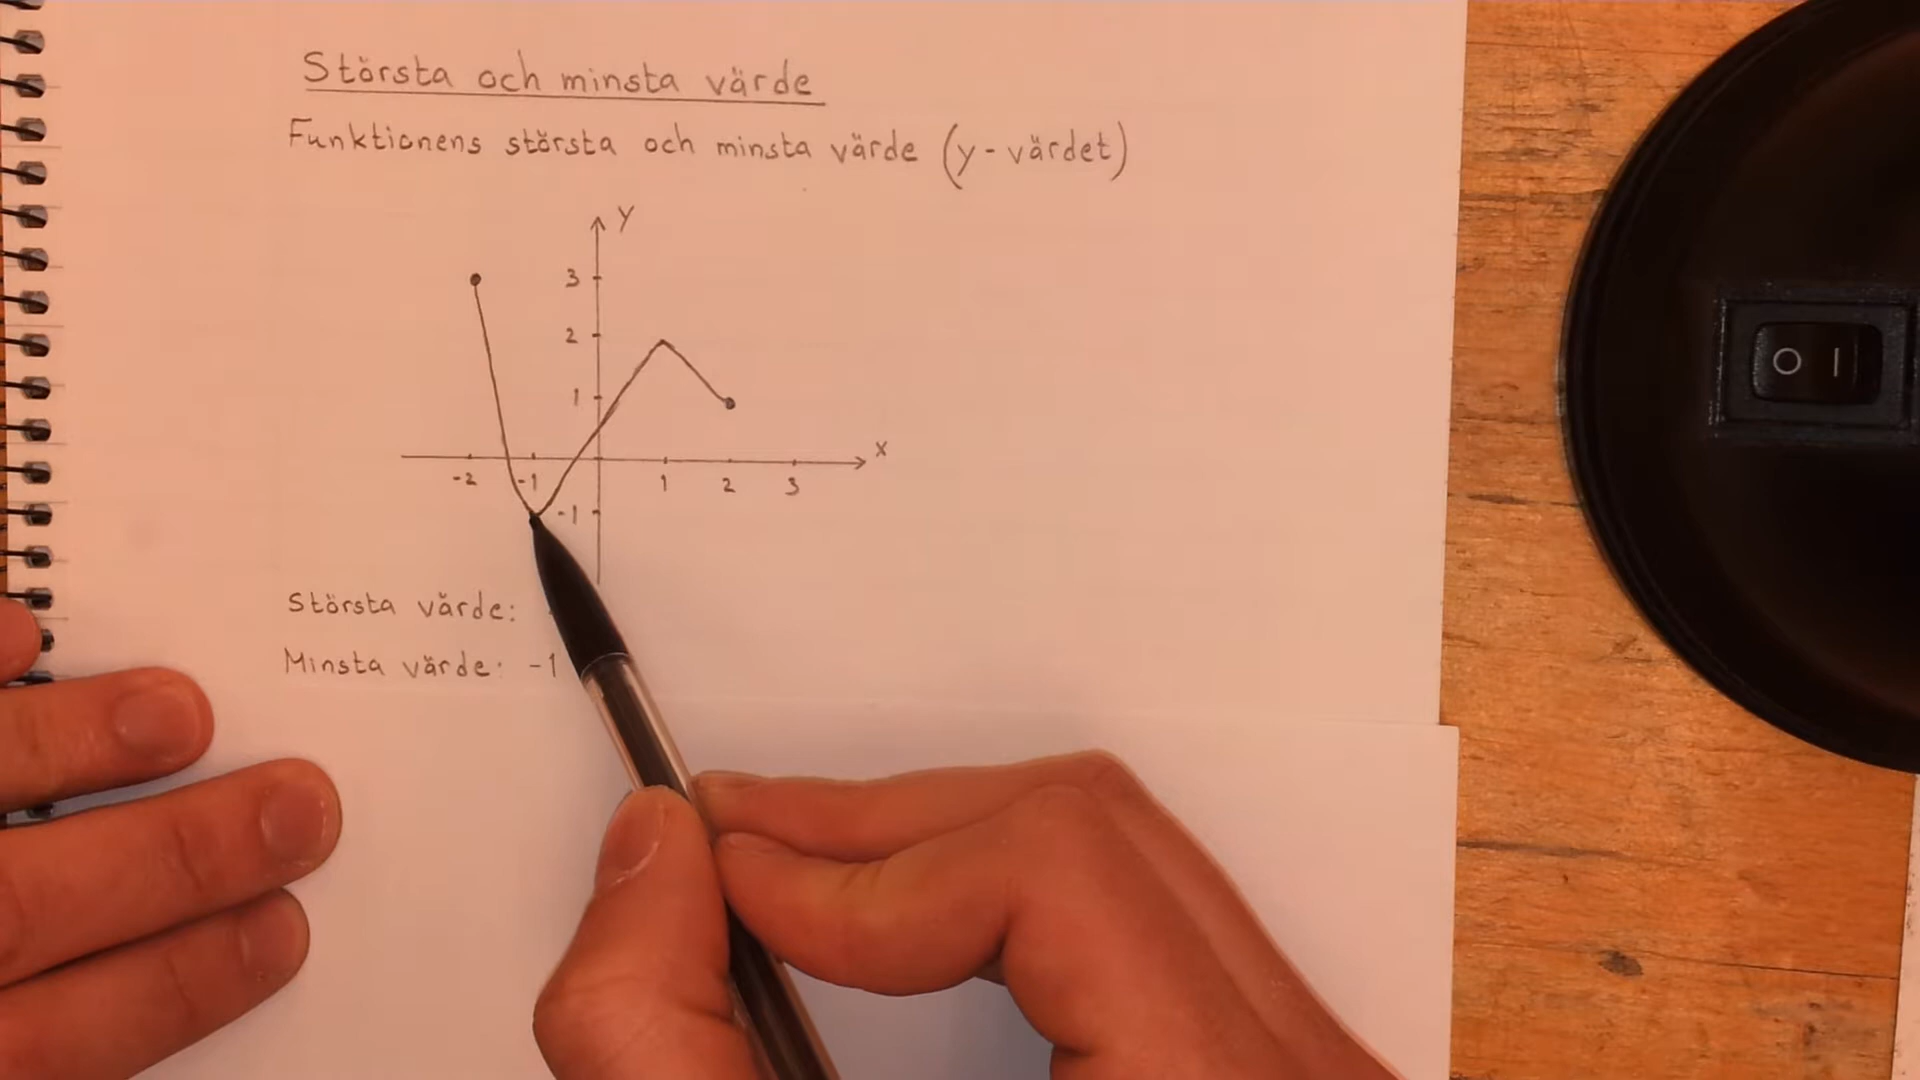 Största och minsta värde
Funktionens största och minsta värde (y-värdet)
y
3
2
1
x
-2 -1 1 2 3
-1
Största värde:
Minsta värde: -1
O I